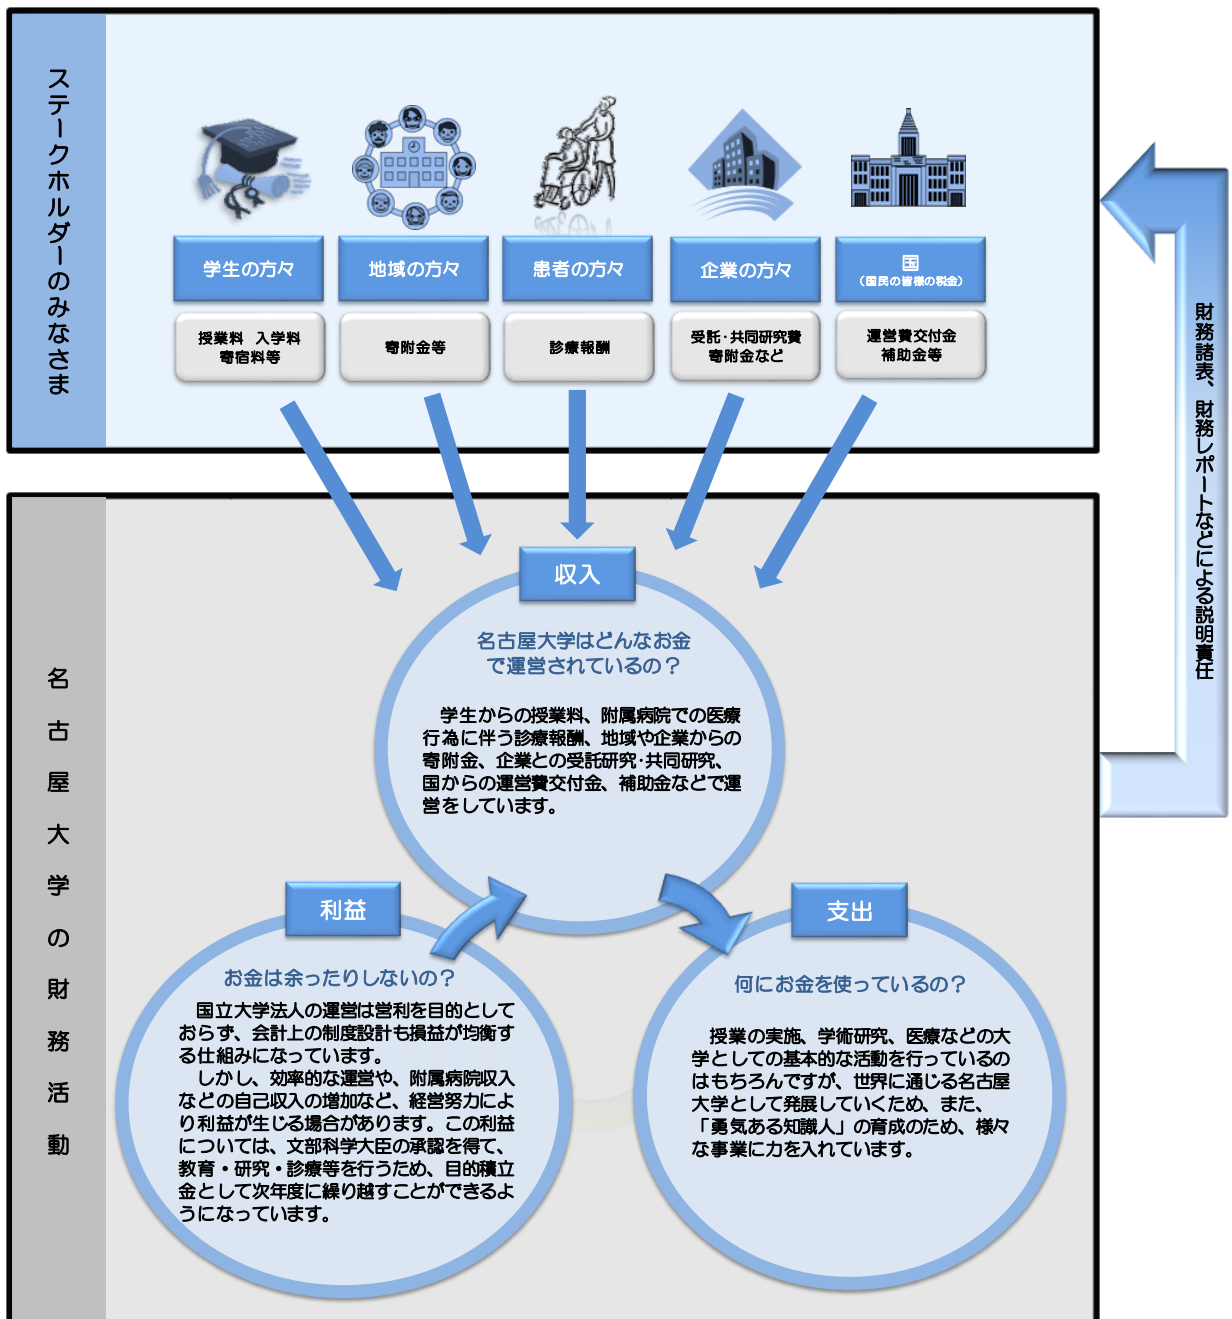 ステークホルダーのみなさま
学生の方々
地域の方々
患者の方々
企業の方々
国
（国民の皆様の税金）
授業料　入学料
寄宿料等
寄附金等
診療報酬
受託・共同研究費
寄附金など
運営費交付金
補助金等
財務諸表、財務レポートなどによる説明責任
名古屋大学の財務活動
収入
名古屋大学はどんなお金
で運営されているの？
学生からの授業料、附属病院での医療
行為に伴う診療報酬、地域や企業からの
寄附金、企業との受託研究・共同研究、
国からの運営費交付金、補助金などで運
営をしています。
利益
お金は余ったりしないの？
国立大学法人の運営は営利を目的として
おらず、会計上の制度設計も損益が均衡す
る仕組みになっています。
しかし、効率的な運営や、附属病院収入
などの自己収入の増加など、経営努力によ
り利益が生じる場合があります。この利益
については、文部科学大臣の承認を得て、
教育・研究・診療等を行うため、目的積立
金として次年度に繰り越すことができるよ
うになっています。
支出
何にお金を使っているの？
授業の実施、学術研究、医療などの大
学としての基本的な活動を行っているの
はもちろんですが、世界に通じる名古屋
大学として発展していくため、また、
「勇気ある知識人」の育成のため、様々
な事業に力を入れています。